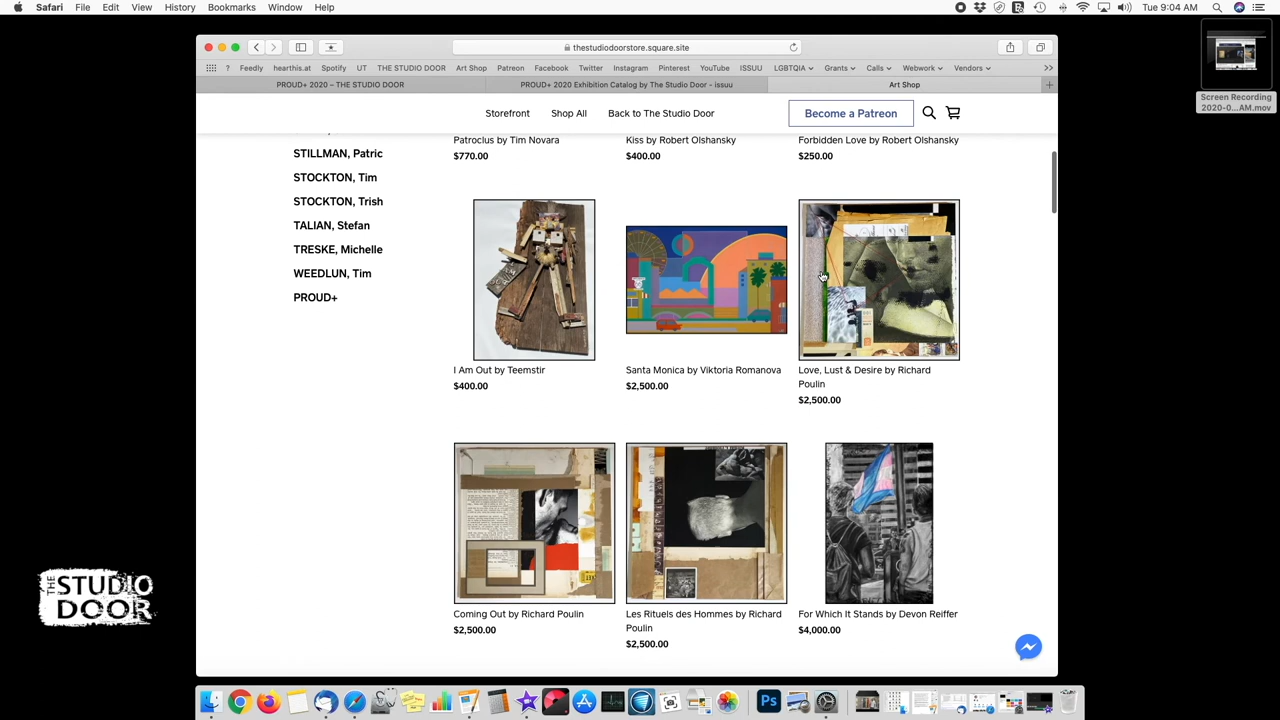 Safari File Edit View History Bookmarks Window Help Tue 9:04 AM
thestudiodoorstore.square.site
? Feedly hearthis.at Spotify UT THE STUDIO DOOR Art Shop Patreon Facebook Twitter Instagram Pinterest YouTube ISSUU LGBTQIA Grants Calls Webwork Vendors >>
PROUD+ 2020 – THE STUDIO DOOR PROUD+ 2020 Exhibition Catalog by The Studio Door - issuu Art Shop +
Screen Recording
2020-0...AM.mov
Storefront Shop All Back to The Studio Door Become a Patreon
STILLMAN, Patric
STOCKTON, Tim
STOCKTON, Trish
TALIAN, Stefan
TRESKE, Michelle
WEEDLUN, Tim
PROUD+
Patroclus by Tim Novara
$770.00
Kiss by Robert Olshansky
$400.00
Forbidden Love by Robert Olshansky
$250.00
I Am Out by Teemstir
$400.00
Santa Monica by Viktoria Romanova
$2,500.00
Love, Lust & Desire by Richard
Poulin
$2,500.00
Coming Out by Richard Poulin
$2,500.00
Les Rituels des Hommes by Richard
Poulin
$2,500.00
For Which It Stands by Devon Reiffer
$4,000.00
THE STUDIO
DOOR
Ps